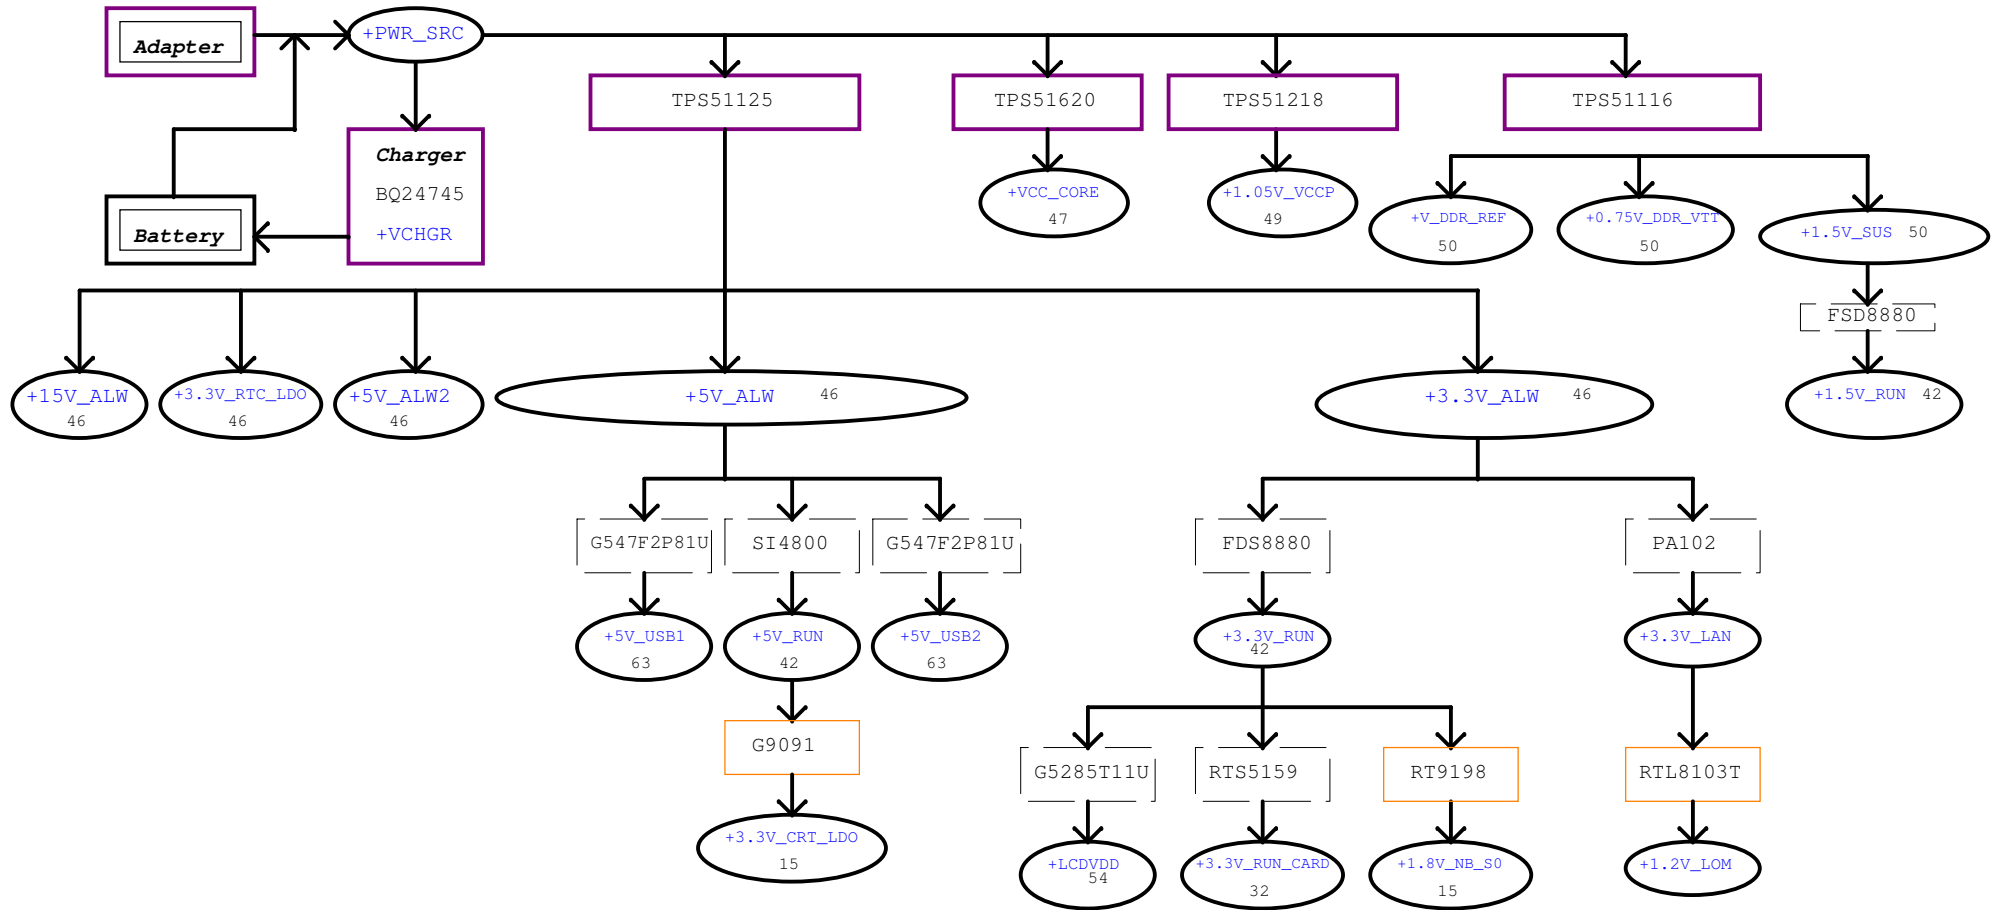 Adapter
+PWR_SRC
TPS51125
TPS51620
TPS51218
TPS51116
Charger
BQ24745
+VCHGR
Battery
+VCC_CORE
47
+1.05V_VCCP
49
+V_DDR_REF
50
+0.75V_DDR_VTT
50
+1.5V_SUS 50
FSD8880
+1.5V_RUN 42
+15V_ALW
46
+3.3V_RTC_LDO
46
+5V_ALW2
46
+5V_ALW 46
+3.3V_ALW 46
G547F2P81U
SI4800
G547F2P81U
FDS8880
PA102
+5V_USB1
63
+5V_RUN
42
+5V_USB2
63
+3.3V_RUN
42
+3.3V_LAN
G9091
G5285T11U
RTS5159
RT9198
RTL8103T
+3.3V_CRT_LDO
15
+LCDVDD
54
+3.3V_RUN_CARD
32
+1.8V_NB_S0
15
+1.2V_LOM